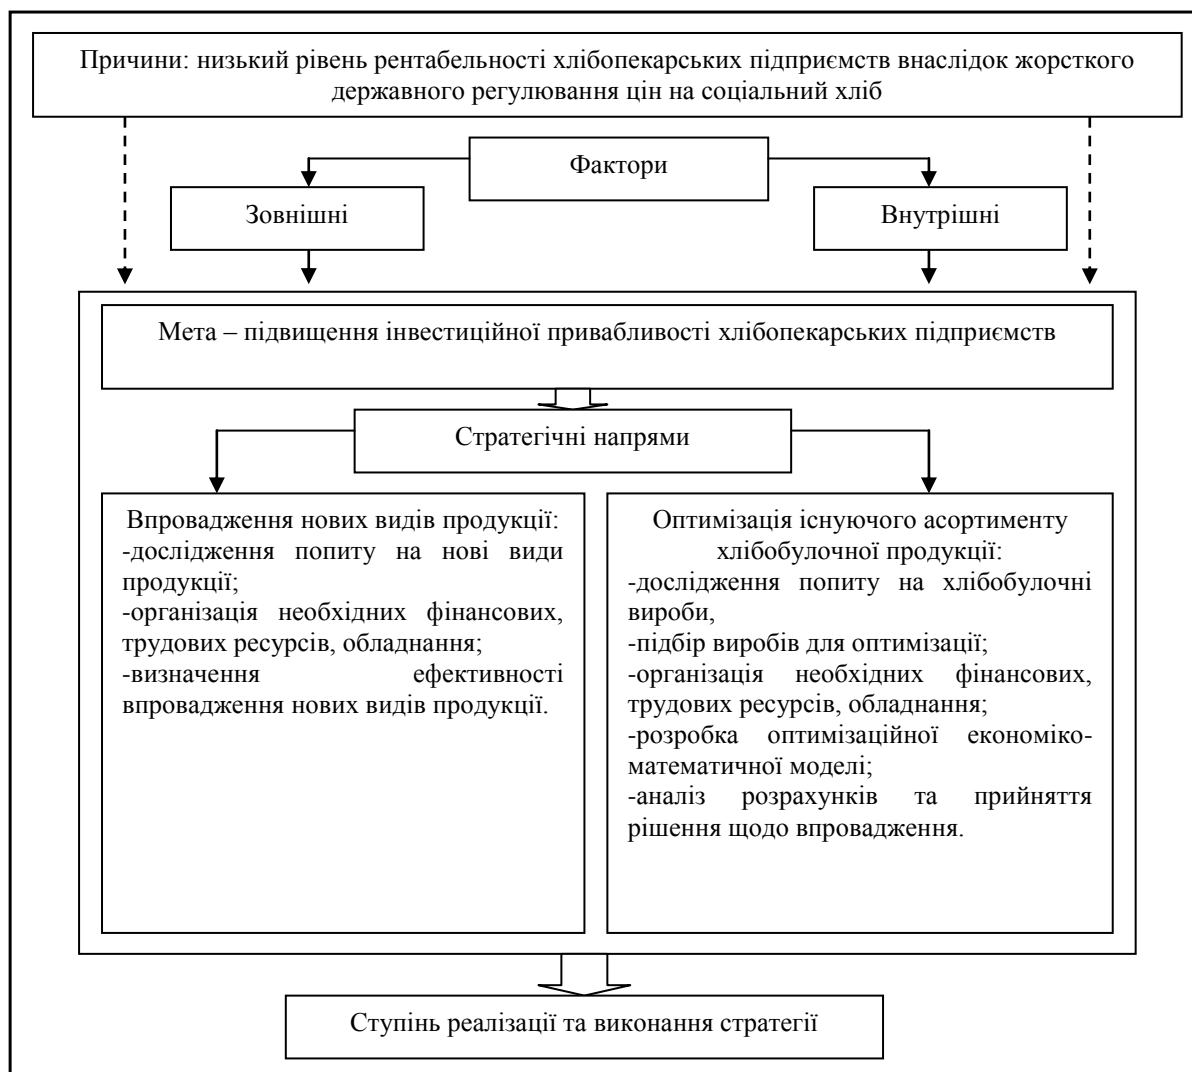 Причини: низький рівень рентабельності хлібопекарських підприємств внаслідок жорсткого
державного регулювання цін на соціальний хліб
Фактори
Зовнішні
Внутрішні
Мета – підвищення інвестиційної привабливості хлібопекарських підприємств
Стратегічні напрями
Впровадження нових видів продукції:
-дослідження попиту на нові види
продукції;
-організація необхідних фінансових,
трудових ресурсів, обладнання;
-визначення ефективності
впровадження нових видів продукції.
Оптимізація існуючого асортименту
хлібобулочної продукції:
-дослідження попиту на хлібобулочні
вироби,
-підбір виробів для оптимізації;
-організація необхідних фінансових,
трудових ресурсів, обладнання;
-розробка оптимізаційної економіко-
математичної моделі;
-аналіз розрахунків та прийняття
рішення щодо впровадження.
Ступінь реалізації та виконання стратегії